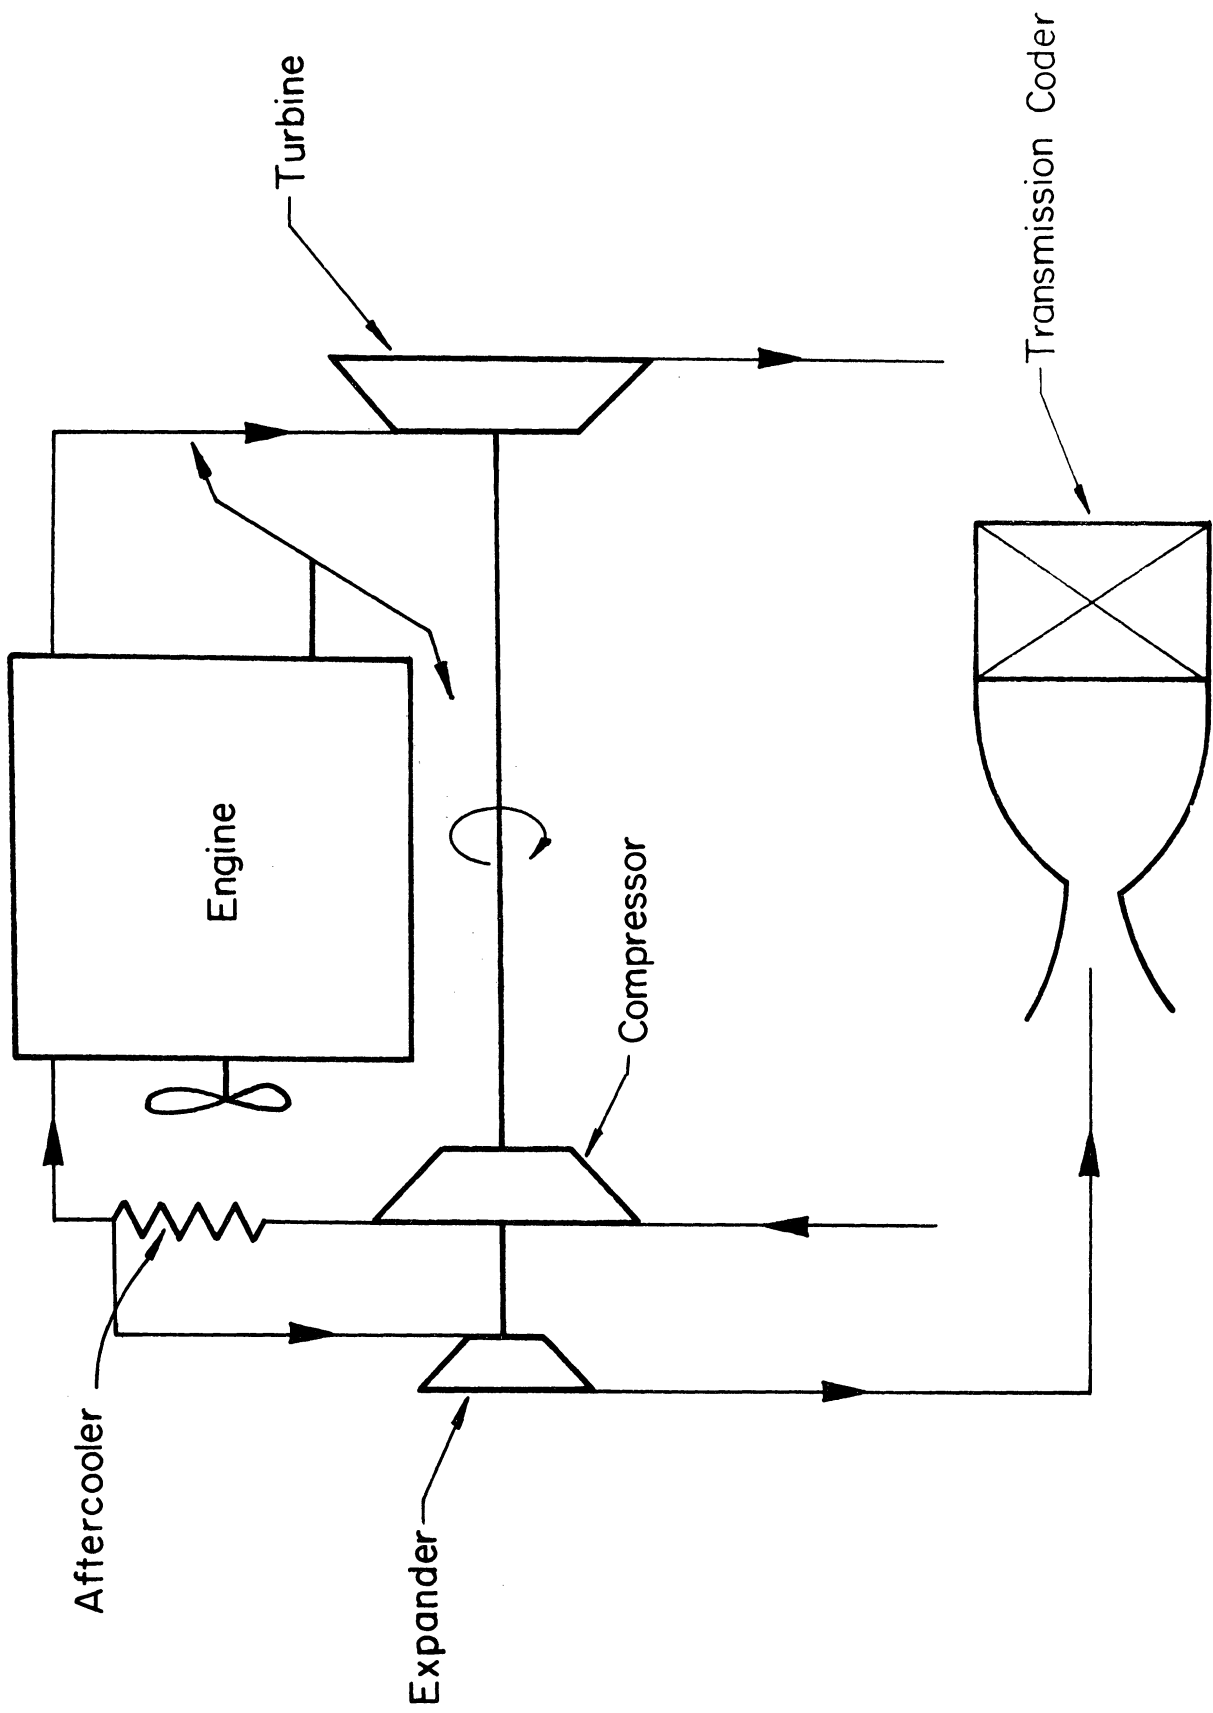 Aftercooler
Engine
Turbine
Expander
Compressor
Transmission Coder